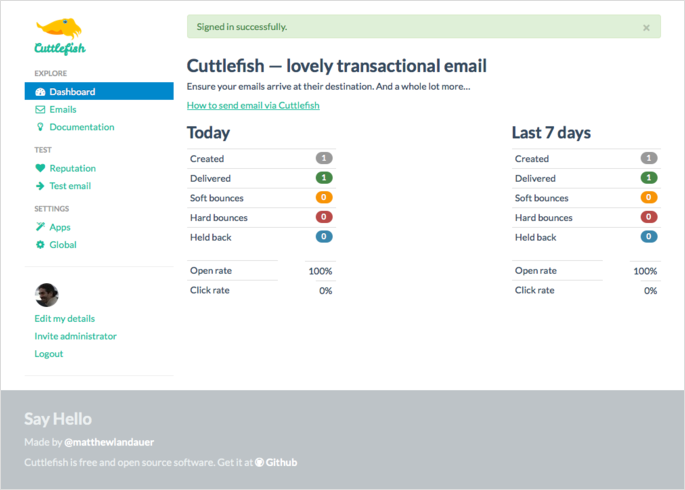 Cuttlefish
EXPLORE
Dashboard
Emails
Documentation
TEST
Reputation
Test email
SETTINGS
Apps
Global
Edit my details
Invite administrator
Logout
Signed in successfully. ×
Cuttlefish — lovely transactional email
Ensure your emails arrive at their destination. And a whole lot more...
How to send email via Cuttlefish
Today
Created 1
Delivered 1
Soft bounces 0
Hard bounces 0
Held back 0
Open rate 100%
Click rate 0%
Last 7 days
Created 1
Delivered 1
Soft bounces 0
Hard bounces 0
Held back 0
Open rate 100%
Click rate 0%
Say Hello
Made by @matthewlandauer
Cuttlefish is free and open source software. Get it at Github